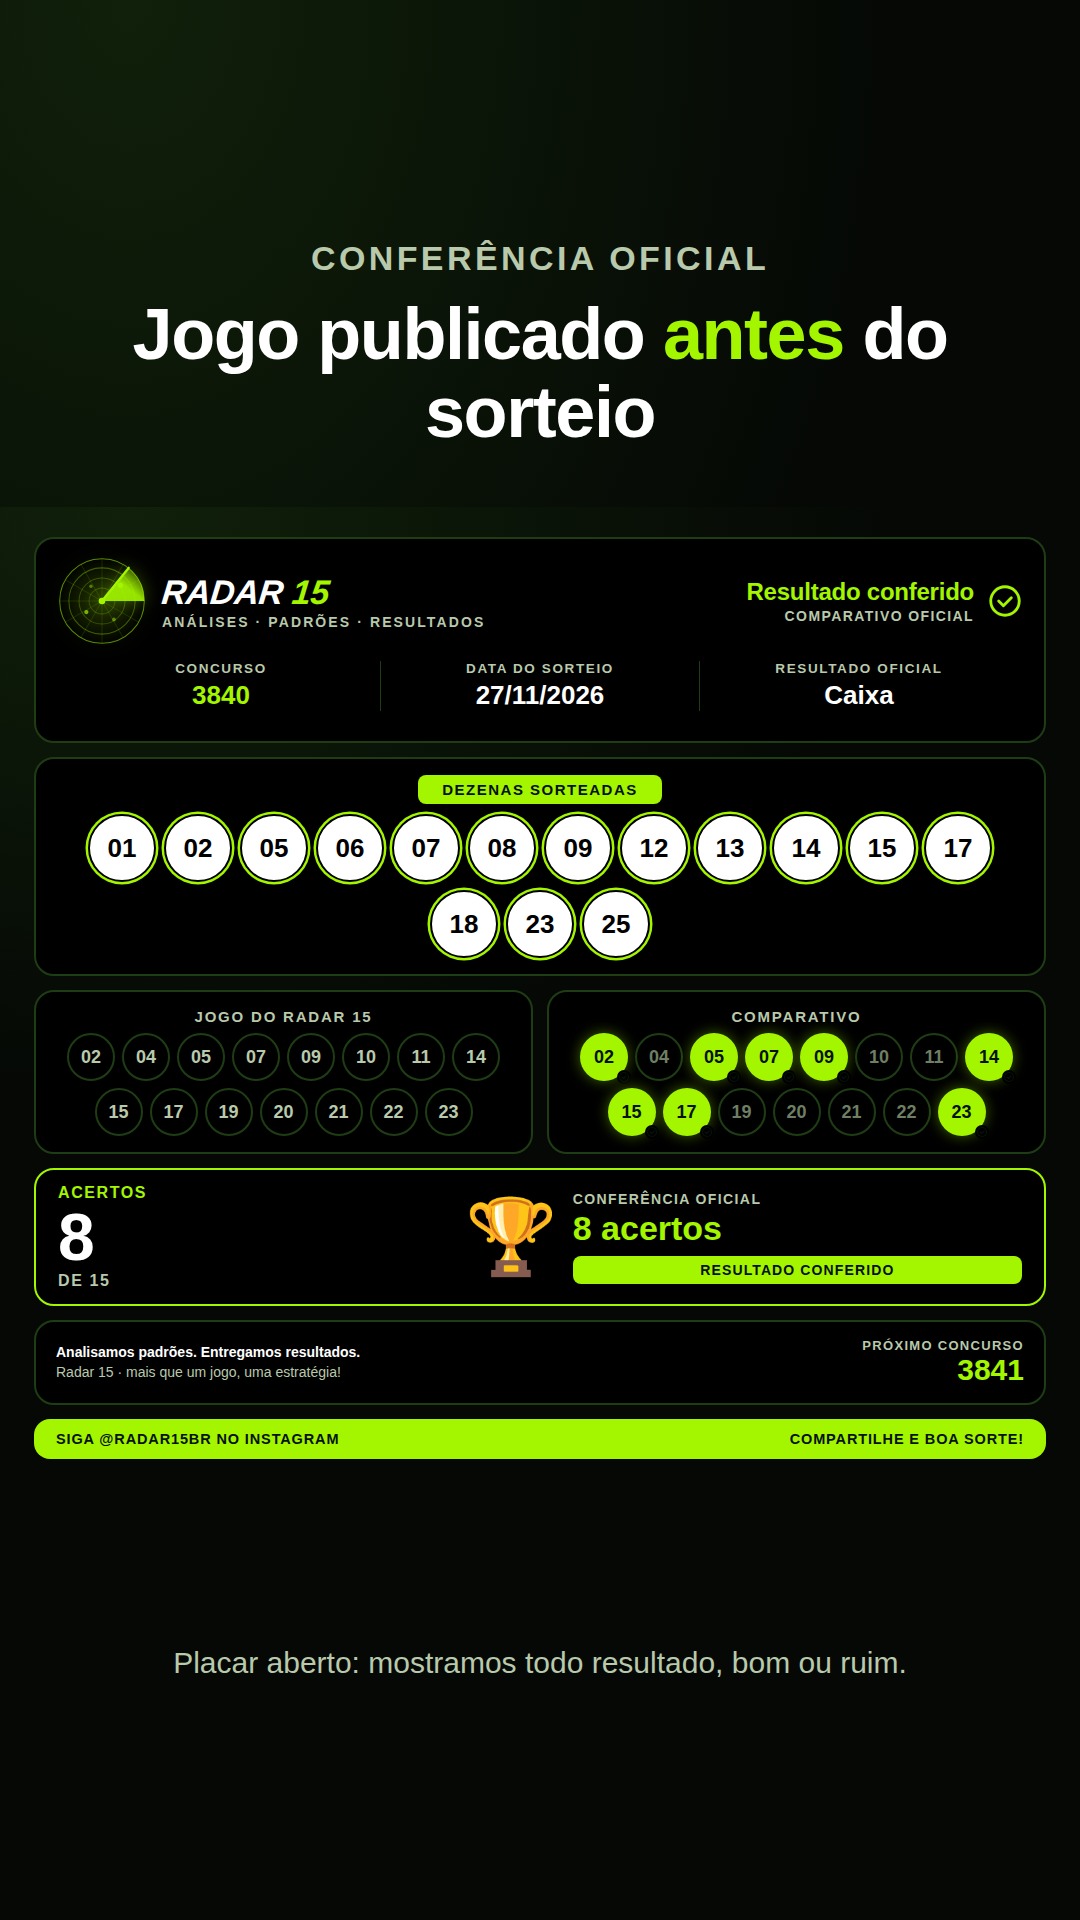 CONFERÊNCIA OFICIAL
Jogo publicado antes do
sorteio
RADAR 15
ANÁLISES · PADRÕES · RESULTADOS
Resultado conferido
COMPARATIVO OFICIAL
CONCURSO
3840
DATA DO SORTEIO
27/11/2026
RESULTADO OFICIAL
Caixa
DEZENAS SORTEADAS
01 02 05 06 07 08 09 12 13 14 15 17
18 23 25
JOGO DO RADAR 15
02 04 05 07 09 10 11 14
15 17 19 20 21 22 23
COMPARATIVO
02 04 05 07 09 10 11 14
15 17 19 20 21 22 23
ACERTOS
8
DE 15
CONFERÊNCIA OFICIAL
8 acertos
RESULTADO CONFERIDO
Analisamos padrões. Entregamos resultados.
Radar 15 · mais que um jogo, uma estratégia!
PRÓXIMO CONCURSO
3841
SIGA @RADAR15BR NO INSTAGRAM
COMPARTILHE E BOA SORTE!
Placar aberto: mostramos todo resultado, bom ou ruim.